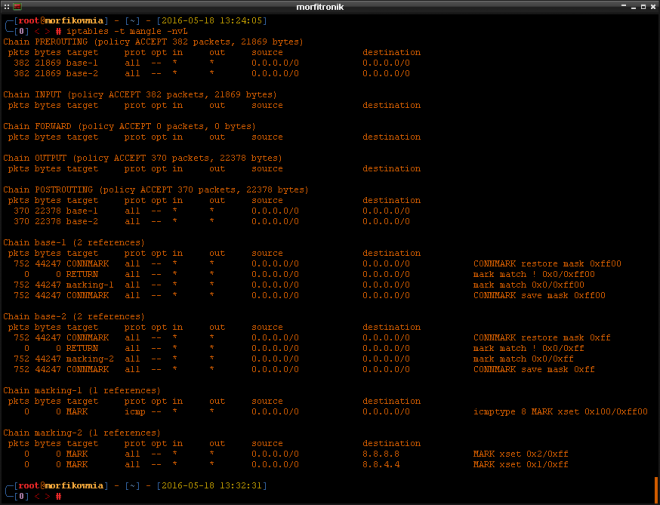 morfitronik
[root@morfikownia] - [~] - [2016-05-18 13:24:05]
[0] < > # iptables -t mangle -nvL
Chain PREROUTING (policy ACCEPT 382 packets, 21869 bytes)
pkts bytes target prot opt in out source destination
382 21869 base-1 all -- * * 0.0.0.0/0 0.0.0.0/0
382 21869 base-2 all -- * * 0.0.0.0/0 0.0.0.0/0
Chain INPUT (policy ACCEPT 382 packets, 21869 bytes)
pkts bytes target prot opt in out source destination
Chain FORWARD (policy ACCEPT 0 packets, 0 bytes)
pkts bytes target prot opt in out source destination
Chain OUTPUT (policy ACCEPT 370 packets, 22378 bytes)
pkts bytes target prot opt in out source destination
Chain POSTROUTING (policy ACCEPT 370 packets, 22378 bytes)
pkts bytes target prot opt in out source destination
370 22378 base-1 all -- * * 0.0.0.0/0 0.0.0.0/0
370 22378 base-2 all -- * * 0.0.0.0/0 0.0.0.0/0
Chain base-1 (2 references)
pkts bytes target prot opt in out source destination
752 44247 CONNMARK all -- * * 0.0.0.0/0 0.0.0.0/0 CONNMARK restore mask 0xff00
0 0 RETURN all -- * * 0.0.0.0/0 0.0.0.0/0 mark match ! 0x0/0xff00
752 44247 marking-1 all -- * * 0.0.0.0/0 0.0.0.0/0 mark match 0x0/0xff00
752 44247 CONNMARK all -- * * 0.0.0.0/0 0.0.0.0/0 CONNMARK save mask 0xff00
Chain base-2 (2 references)
pkts bytes target prot opt in out source destination
752 44247 CONNMARK all -- * * 0.0.0.0/0 0.0.0.0/0 CONNMARK restore mask 0xff
0 0 RETURN all -- * * 0.0.0.0/0 0.0.0.0/0 mark match ! 0x0/0xff
752 44247 marking-2 all -- * * 0.0.0.0/0 0.0.0.0/0 mark match 0x0/0xff
752 44247 CONNMARK all -- * * 0.0.0.0/0 0.0.0.0/0 CONNMARK save mask 0xff
Chain marking-1 (1 references)
pkts bytes target prot opt in out source destination
0 0 MARK icmp -- * * 0.0.0.0/0 0.0.0.0/0 icmptype 8 MARK xset 0x100/0xff00
Chain marking-2 (1 references)
pkts bytes target prot opt in out source destination
0 0 MARK all -- * * 0.0.0.0/0 8.8.8.8 MARK xset 0x2/0xff
0 0 MARK all -- * * 0.0.0.0/0 8.8.4.4 MARK xset 0x1/0xff
[root@morfikownia] - [~] - [2016-05-18 13:32:31]
[0] < > #